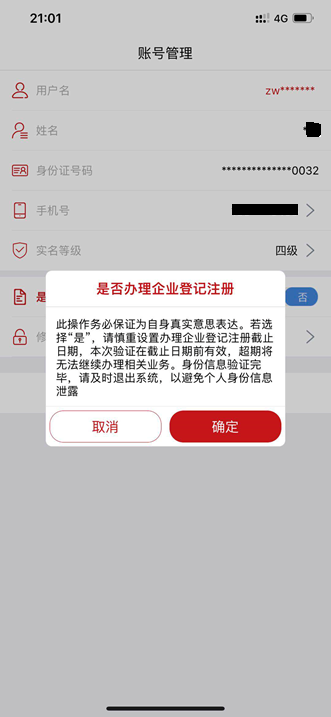 21:01
4G
账号管理
用户名
zw*******
姓名
身份证号码
**************0032
手机号
实名等级
四级
是
否
修
是否办理企业登记注册
此操作务必保证为自身真实意思表达。若选
择“是”，请慎重设置办理企业登记注册截止
日期，本次验证在截止日期前有效，超期将
无法继续办理相关业务。身份信息验证完
毕，请及时退出系统，以避免个人身份信息
泄露
取消
确定